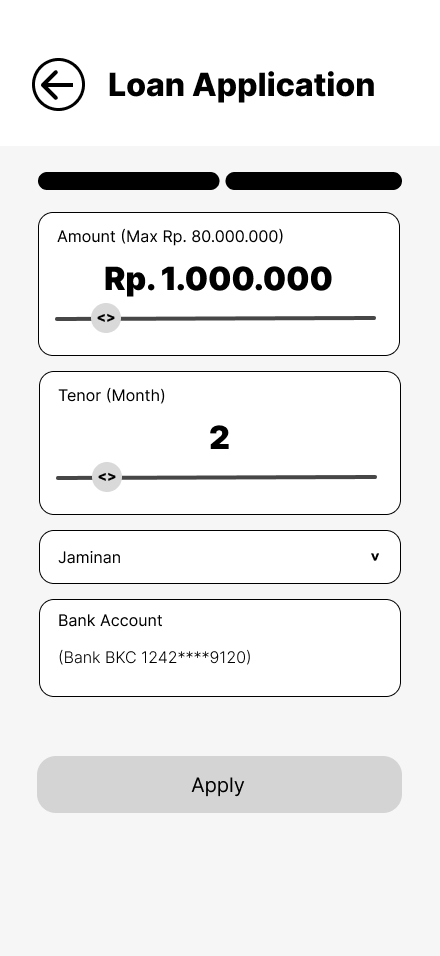 Loan Application
Amount (Max Rp. 80.000.000)
Rp. 1.000.000
<>
Tenor (Month)
2
<>
Jaminan v
Bank Account
(Bank BKC 1242****9120)
Apply